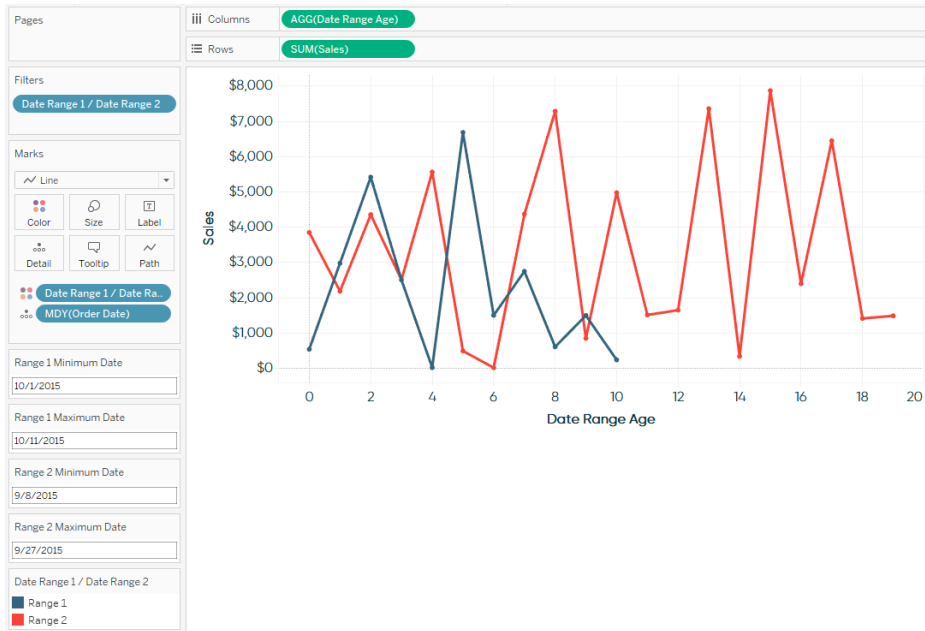 Pages
Columns
AGG(Date Range Age)
Rows
SUM(Sales)
Filters
Date Range 1 / Date Range 2
Marks
Line
Color
Size
Label
Detail
Tooltip
Path
Date Range 1 / Date Ra..
MDY(Order Date)
Range 1 Minimum Date
10/1/2015
Range 1 Maximum Date
10/11/2015
Range 2 Minimum Date
9/8/2015
Range 2 Maximum Date
9/27/2015
Date Range 1 / Date Range 2
Range 1
Range 2
Sales
$8,000
$7,000
$6,000
$5,000
$4,000
$3,000
$2,000
$1,000
$0
0 2 4 6 8 10 12 14 16 18 20
Date Range Age